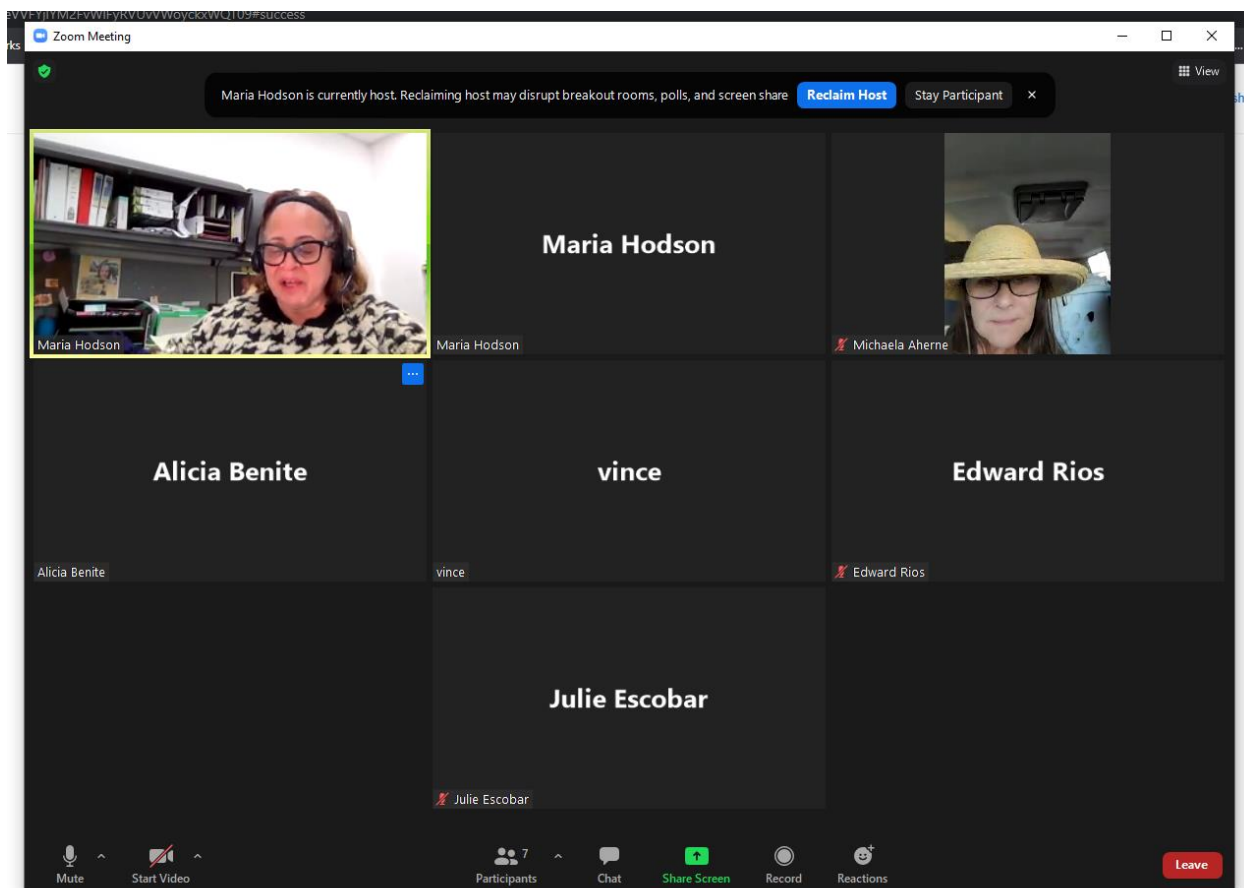 Zoom Meeting
View
Maria Hodson is currently host. Reclaiming host may disrupt breakout rooms, polls, and screen share Reclaim Host Stay Participant
Maria Hodson
Maria Hodson
Maria Hodson
Michaela Aherne
Alicia Benite
vince
Edward Rios
Alicia Benite
vince
Edward Rios
Julie Escobar
Julie Escobar
7
Mute
Start Video
Participants
Chat
Share Screen
Record
Reactions
Leave